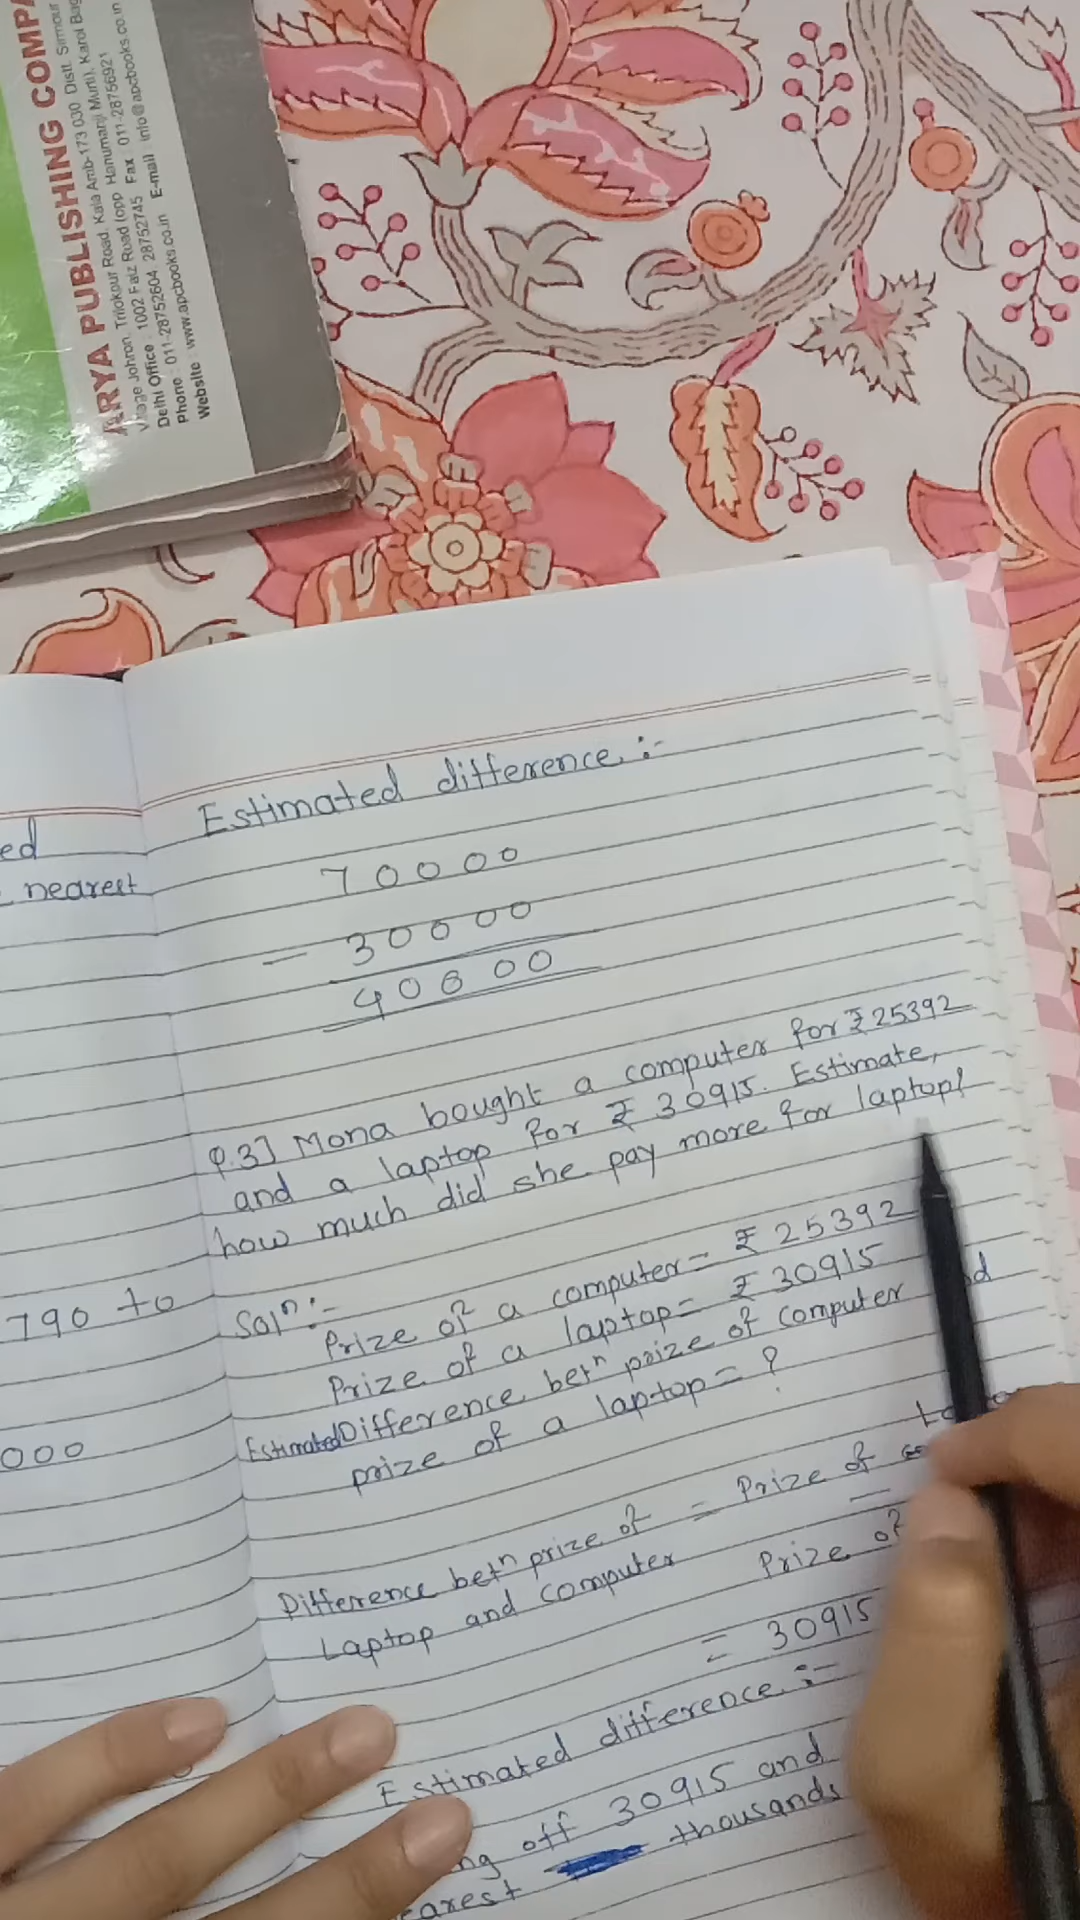 ARYA PUBLISHING COMPA
Village Johron, Trilokpur Road, Kala Amb-173 030 Distt. Sirmour
Delhi Office : 1002 Faiz Road (opp. Hanumanji Murti), Karol Bag
Phone : 011-28752604, 28752745 Fax : 011-28756921
Website : www.apcbooks.co.in E-mail : info@apcbooks.co.in
ed
nearest
790 to
000
Estimated difference :-
70000
- 30000
40000
Q.3] Mona bought a computer for ₹25392
and a laptop for ₹ 30915. Estimate,
how much did she pay more for laptop?
Solⁿ :-
Prize of a computer = ₹ 25392
Prize of a laptop = ₹ 30915
Estimated Difference betⁿ prize of computer
prize of a laptop = ?
Difference betⁿ prize of = Prize of
Laptop and computer - Prize of
= 30915
Estimated difference :-
off 30915 and
thousands